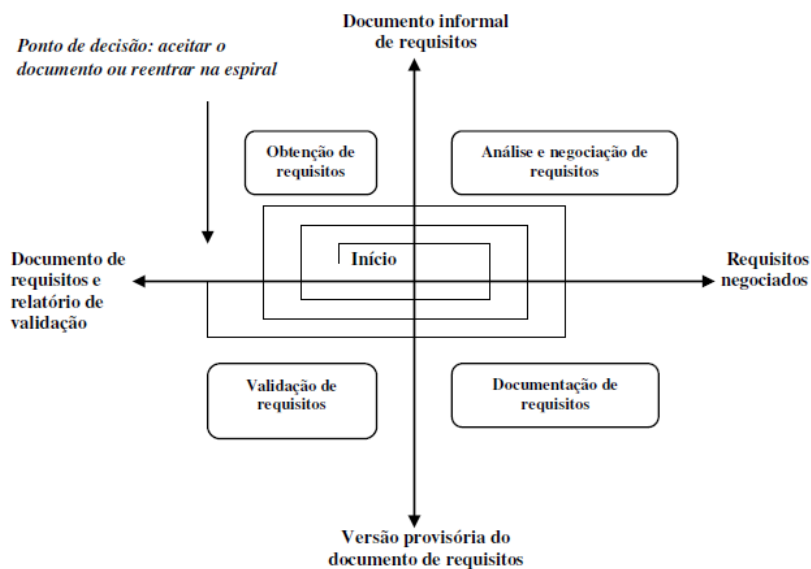 Documento informal
de requisitos
Ponto de decisão: aceitar o
documento ou reentrar na espiral
Obtenção de
requisitos
Análise e negociação de
requisitos
Início
Documento de
requisitos e
relatório de
validação
Requisitos
negociados
Validação de
requisitos
Documentação de
requisitos
Versão provisória do
documento de requisitos